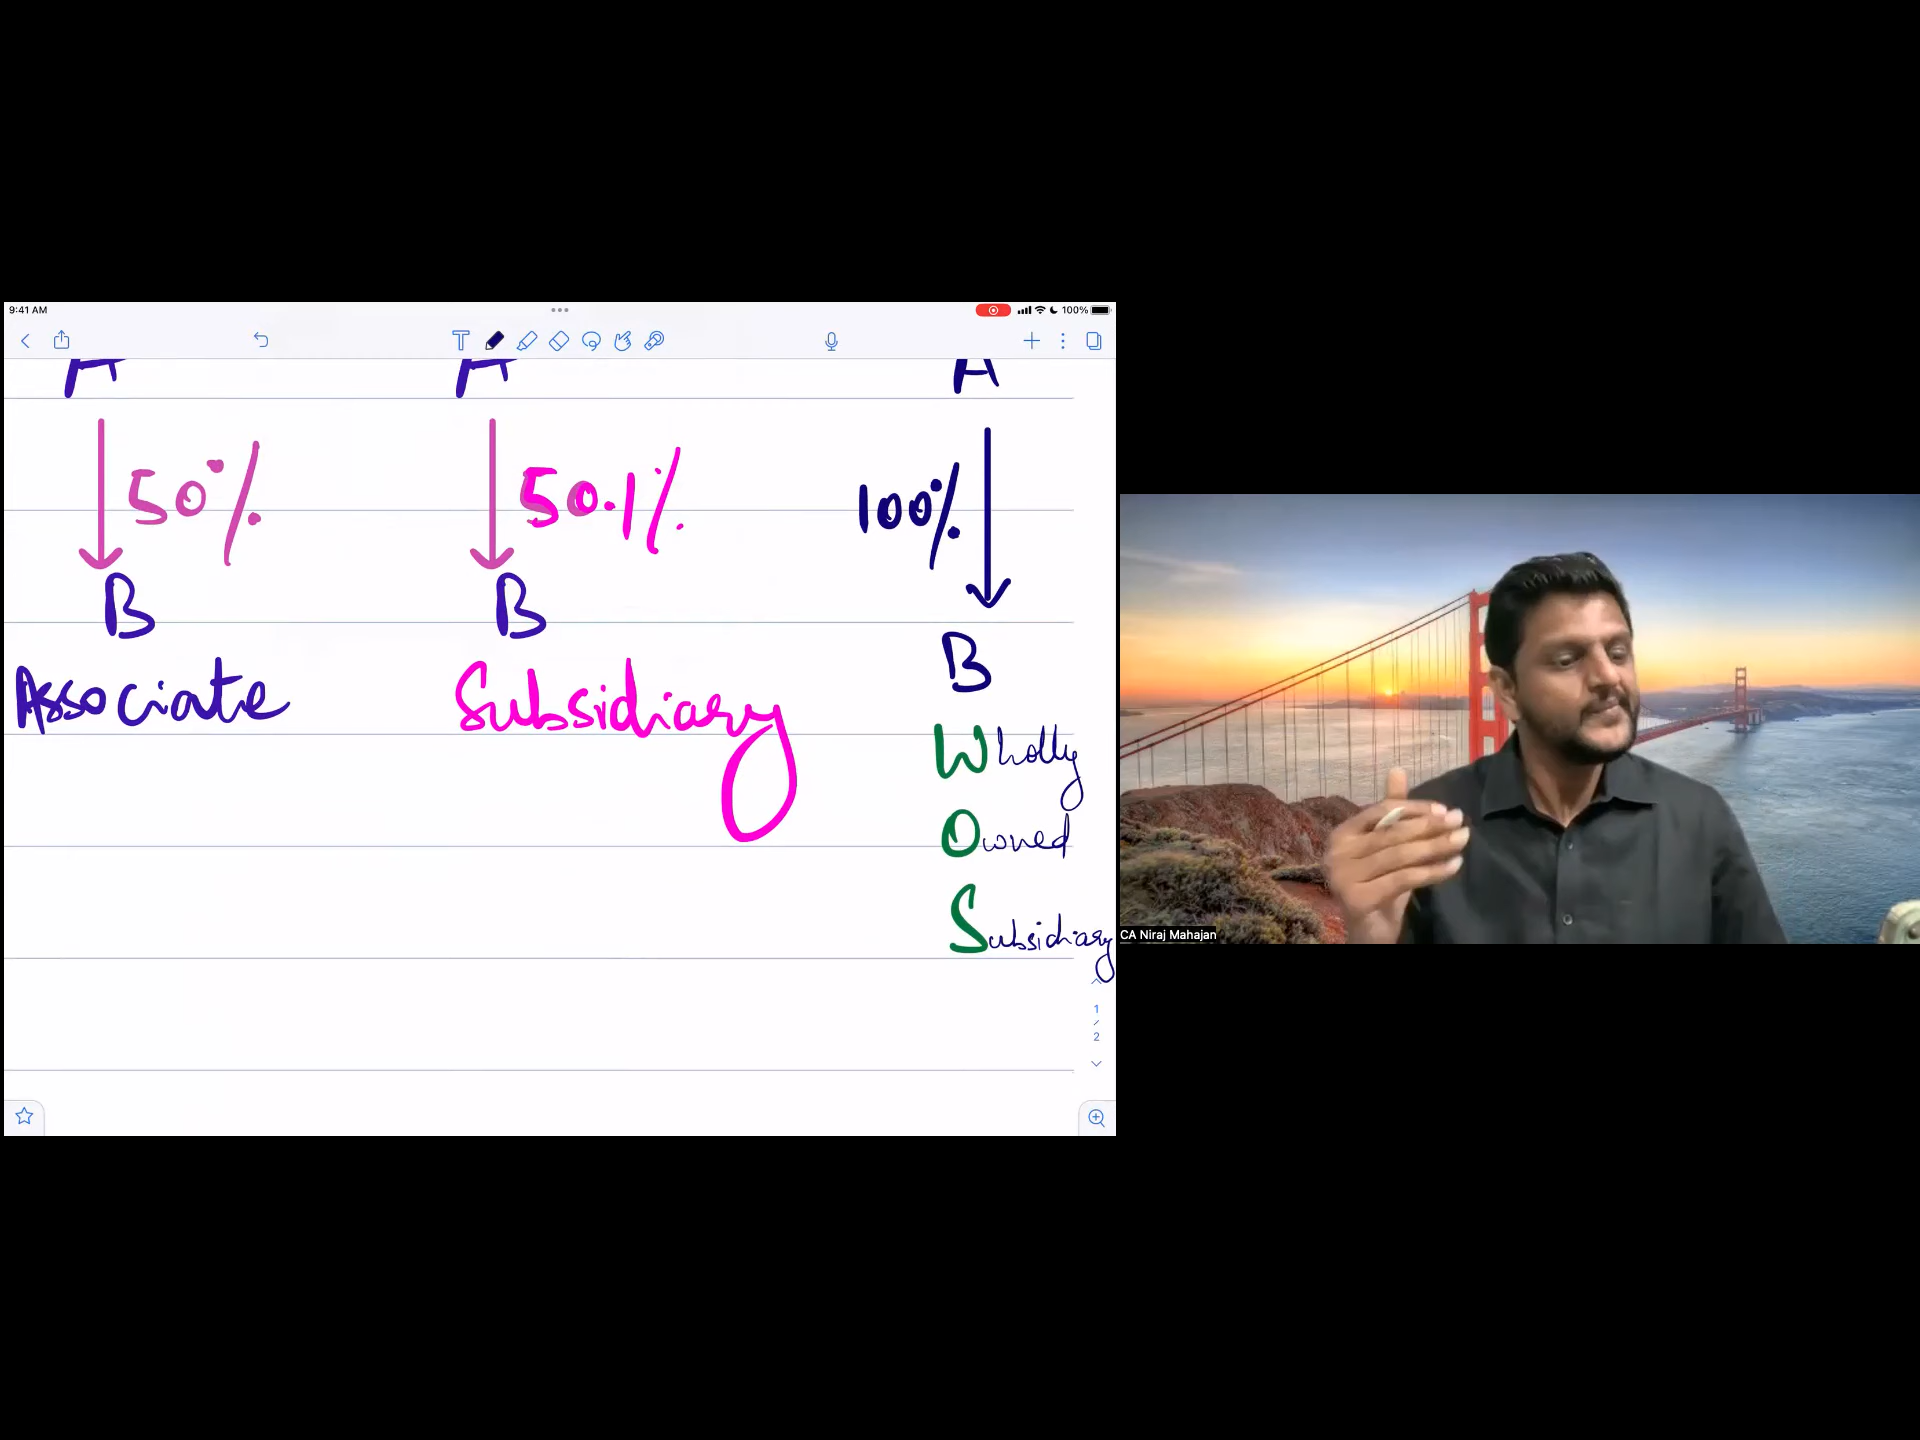 9:41 AM
100%
A A A
50% 50.1% 100%
B B B
Associate Subsidiary
Wholly
Owned
Subsidiary
CA Niraj Mahajan
1
/
2